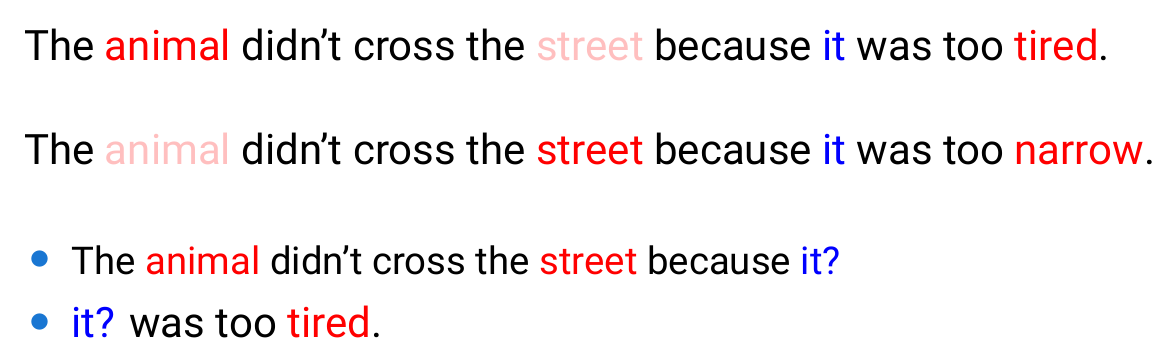 The animal didn’t cross the street because it was too tired.
The animal didn’t cross the street because it was too narrow.
• The animal didn’t cross the street because it?
• it? was too tired.